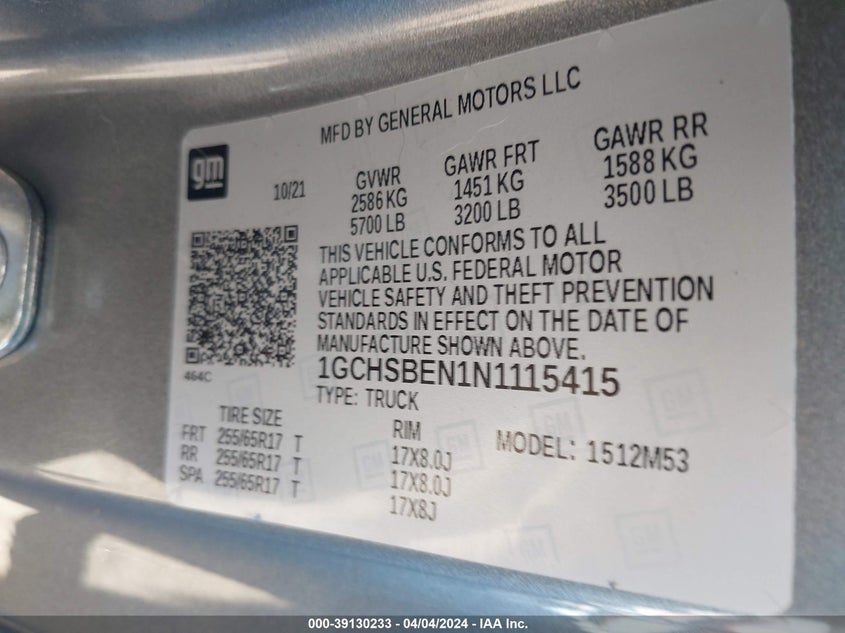 MFD BY GENERAL MOTORS LLC
gm
10/21
GVWR
2586 KG
5700 LB
GAWR FRT
1451 KG
3200 LB
GAWR RR
1588 KG
3500 LB
THIS VEHICLE CONFORMS TO ALL
APPLICABLE U.S. FEDERAL MOTOR
VEHICLE SAFETY AND THEFT PREVENTION
STANDARDS IN EFFECT ON THE DATE OF
MANUFACTURE SHOWN ABOVE.
464C
1GCHSBEN1N1115415
TYPE: TRUCK
TIRE SIZE
RIM
MODEL: 1512M53
FRT 255/65R17 T 17X8.0J
RR 255/65R17 T 17X8.0J
SPA 255/65R17 T 17X8J
000-39130233 - 04/04/2024 - IAA Inc.